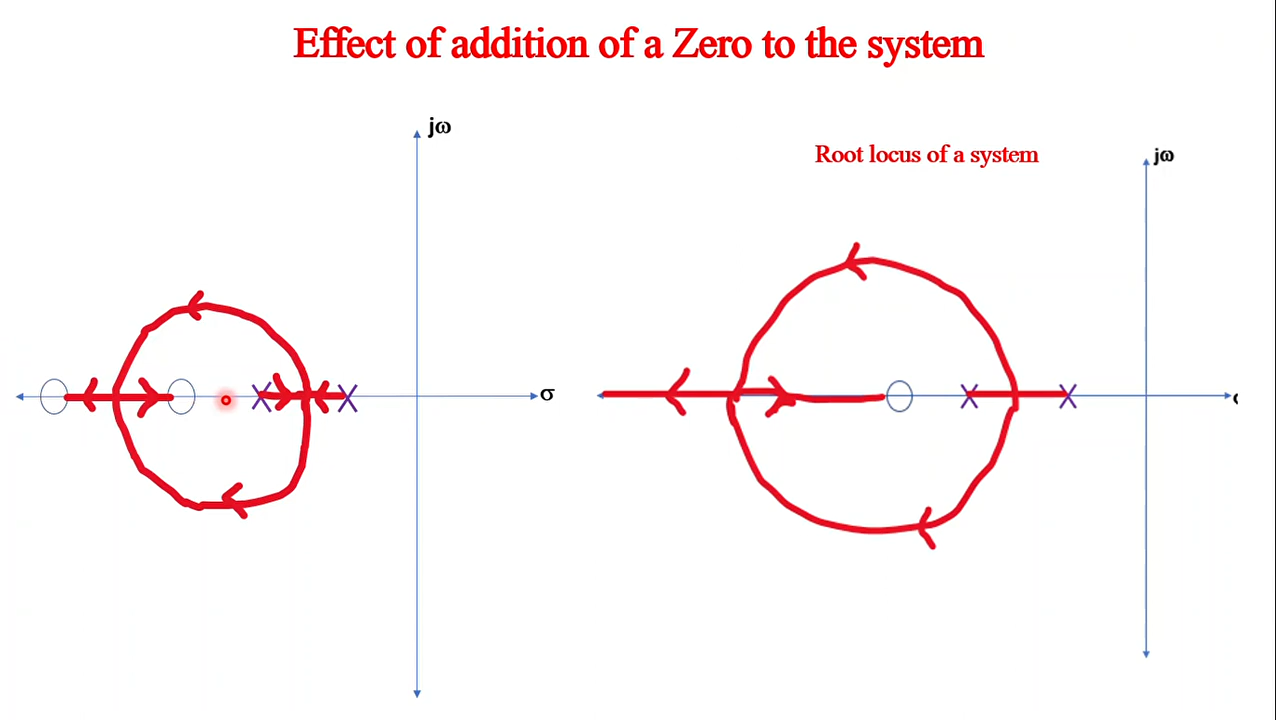 Effect of addition of a Zero to the system
jω
Root locus of a system
jω
σ